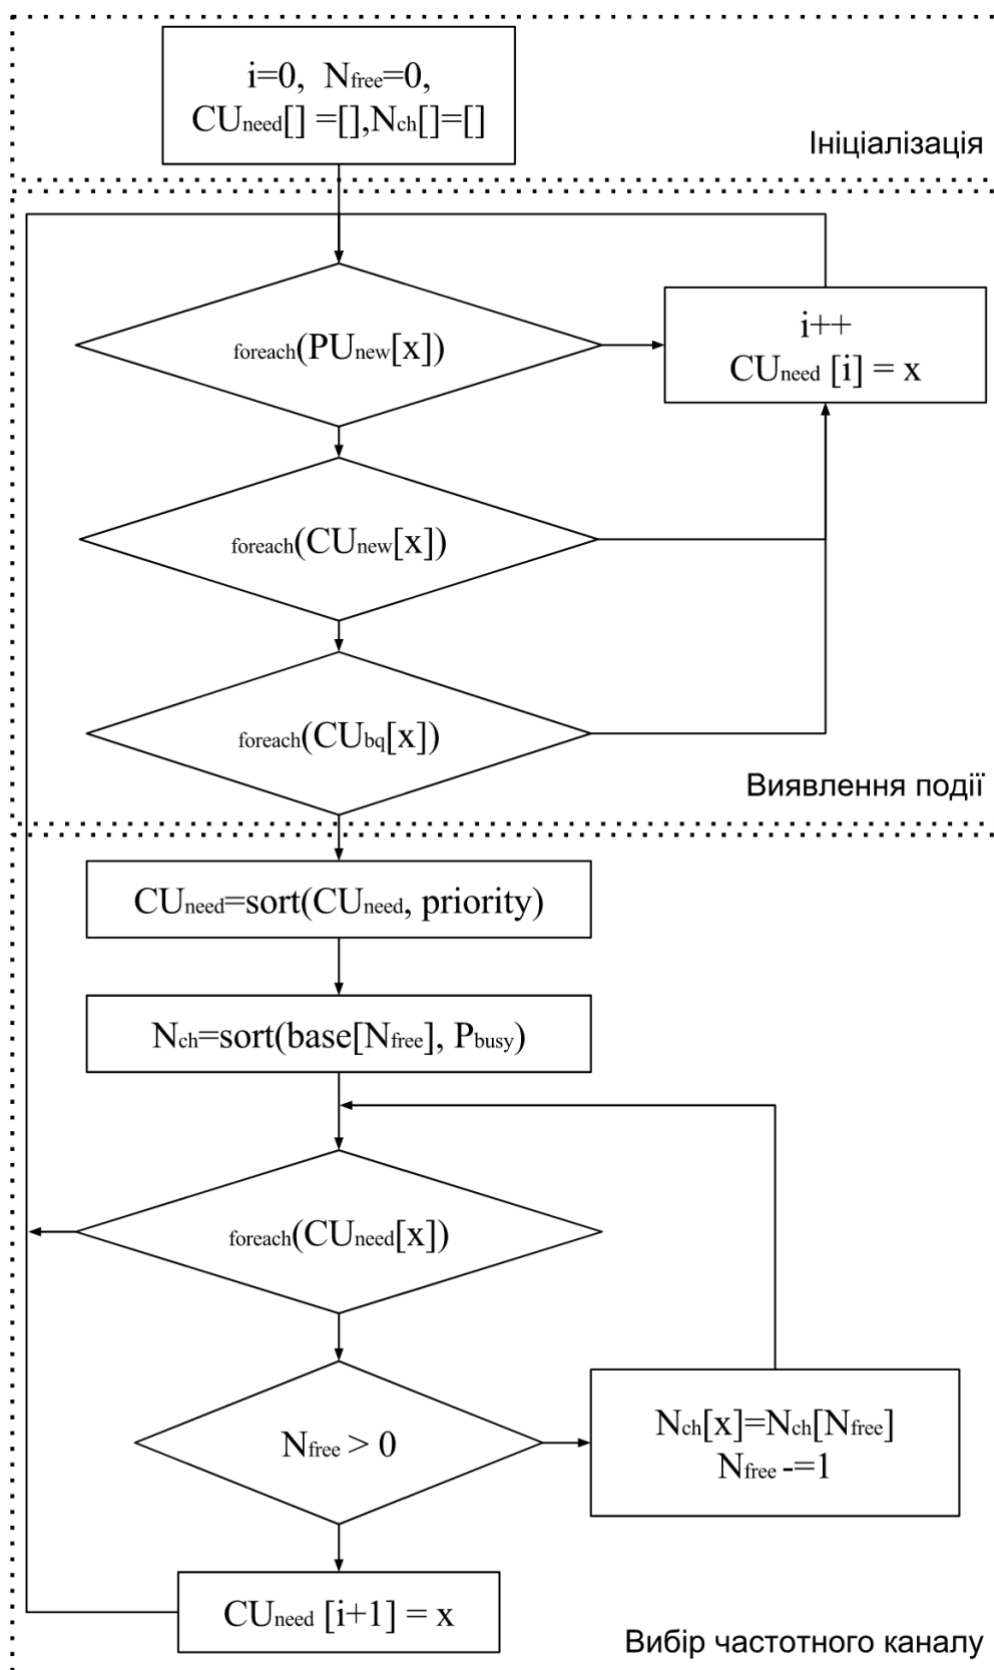 i=0, Nfree=0,
CUneed[] =[],Nch[]=[]
Ініціалізація
foreach(PUnew[x])
i++
CUneed [i] = x
foreach(CUnew[x])
foreach(CUbq[x])
Виявлення події
CUneed=sort(CUneed, priority)
Nch=sort(base[Nfree], Pbusy)
foreach(CUneed[x])
Nfree > 0
Nch[x]=Nch[Nfree]
Nfree -=1
CUneed [i+1] = x
Вибір частотного каналу